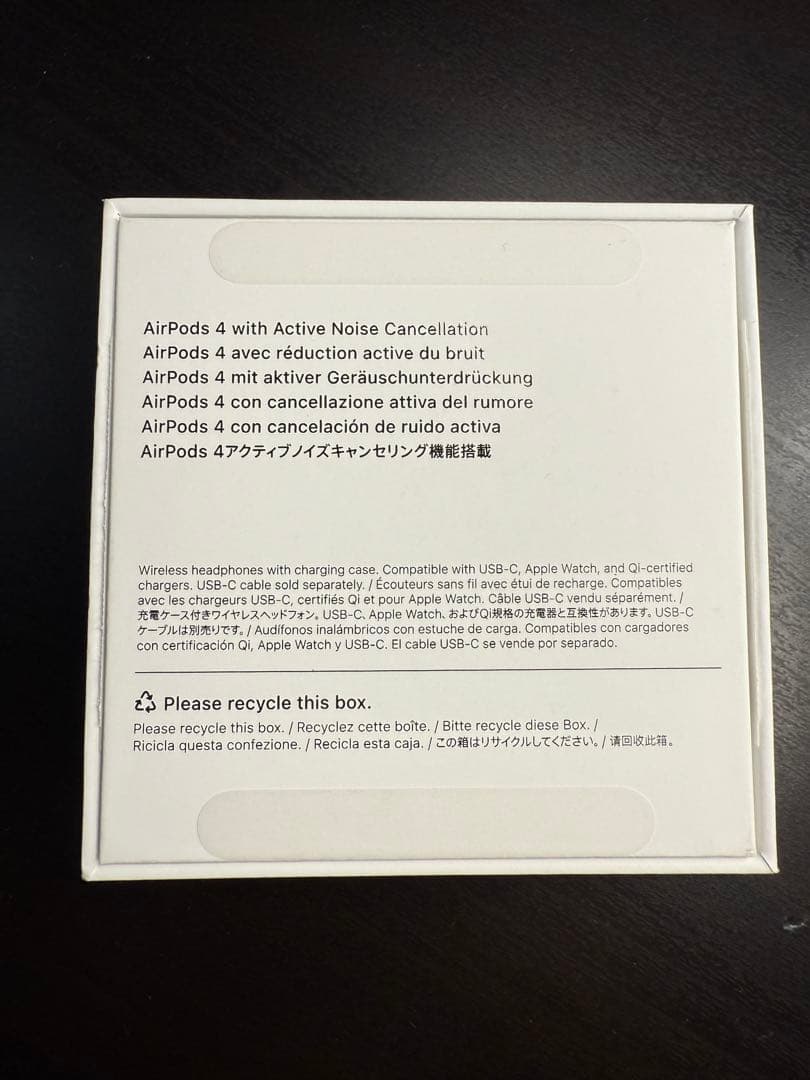 AirPods 4 with Active Noise Cancellation
AirPods 4 avec réduction active du bruit
AirPods 4 mit aktiver Geräuschunterdrückung
AirPods 4 con cancellazione attiva del rumore
AirPods 4 con cancelación de ruido activa
AirPods 4アクティブノイズキャンセリング機能搭載
Wireless headphones with charging case. Compatible with USB-C, Apple Watch, and Qi-certified
chargers. USB-C cable sold separately. / Écouteurs sans fil avec étui de recharge. Compatibles
avec les chargeurs USB-C, certifiés Qi et pour Apple Watch. Câble USB-C vendu séparément. /
充電ケース付きワイヤレスヘッドフォン。USB-C、Apple Watch、およびQi規格の充電器と互換性があります。USB-C
ケーブルは別売りです。/ Audífonos inalámbricos con estuche de carga. Compatibles con cargadores
con certificación Qi, Apple Watch y USB-C. El cable USB-C se vende por separado.
Please recycle this box.
Please recycle this box. / Recyclez cette boîte. / Bitte recycle diese Box. /
Ricicla questa confezione. / Recicla esta caja. / この箱はリサイクルしてください。/ 请回收此箱。